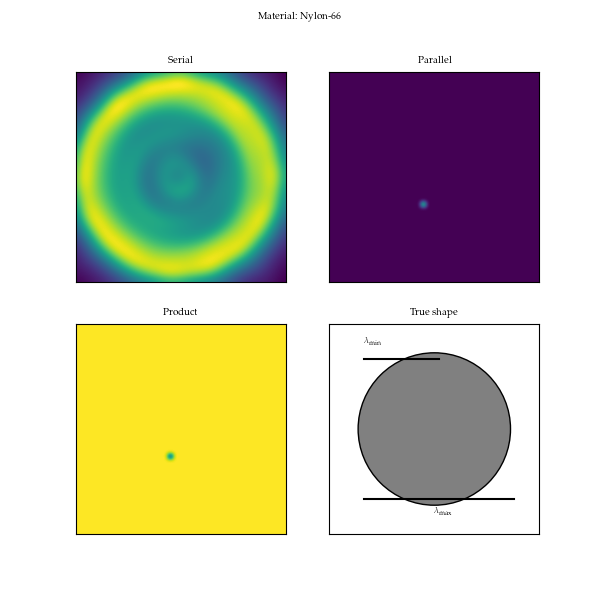 Material: Nylon-66
Serial
Parallel
Product
True shape
λmin
λmax